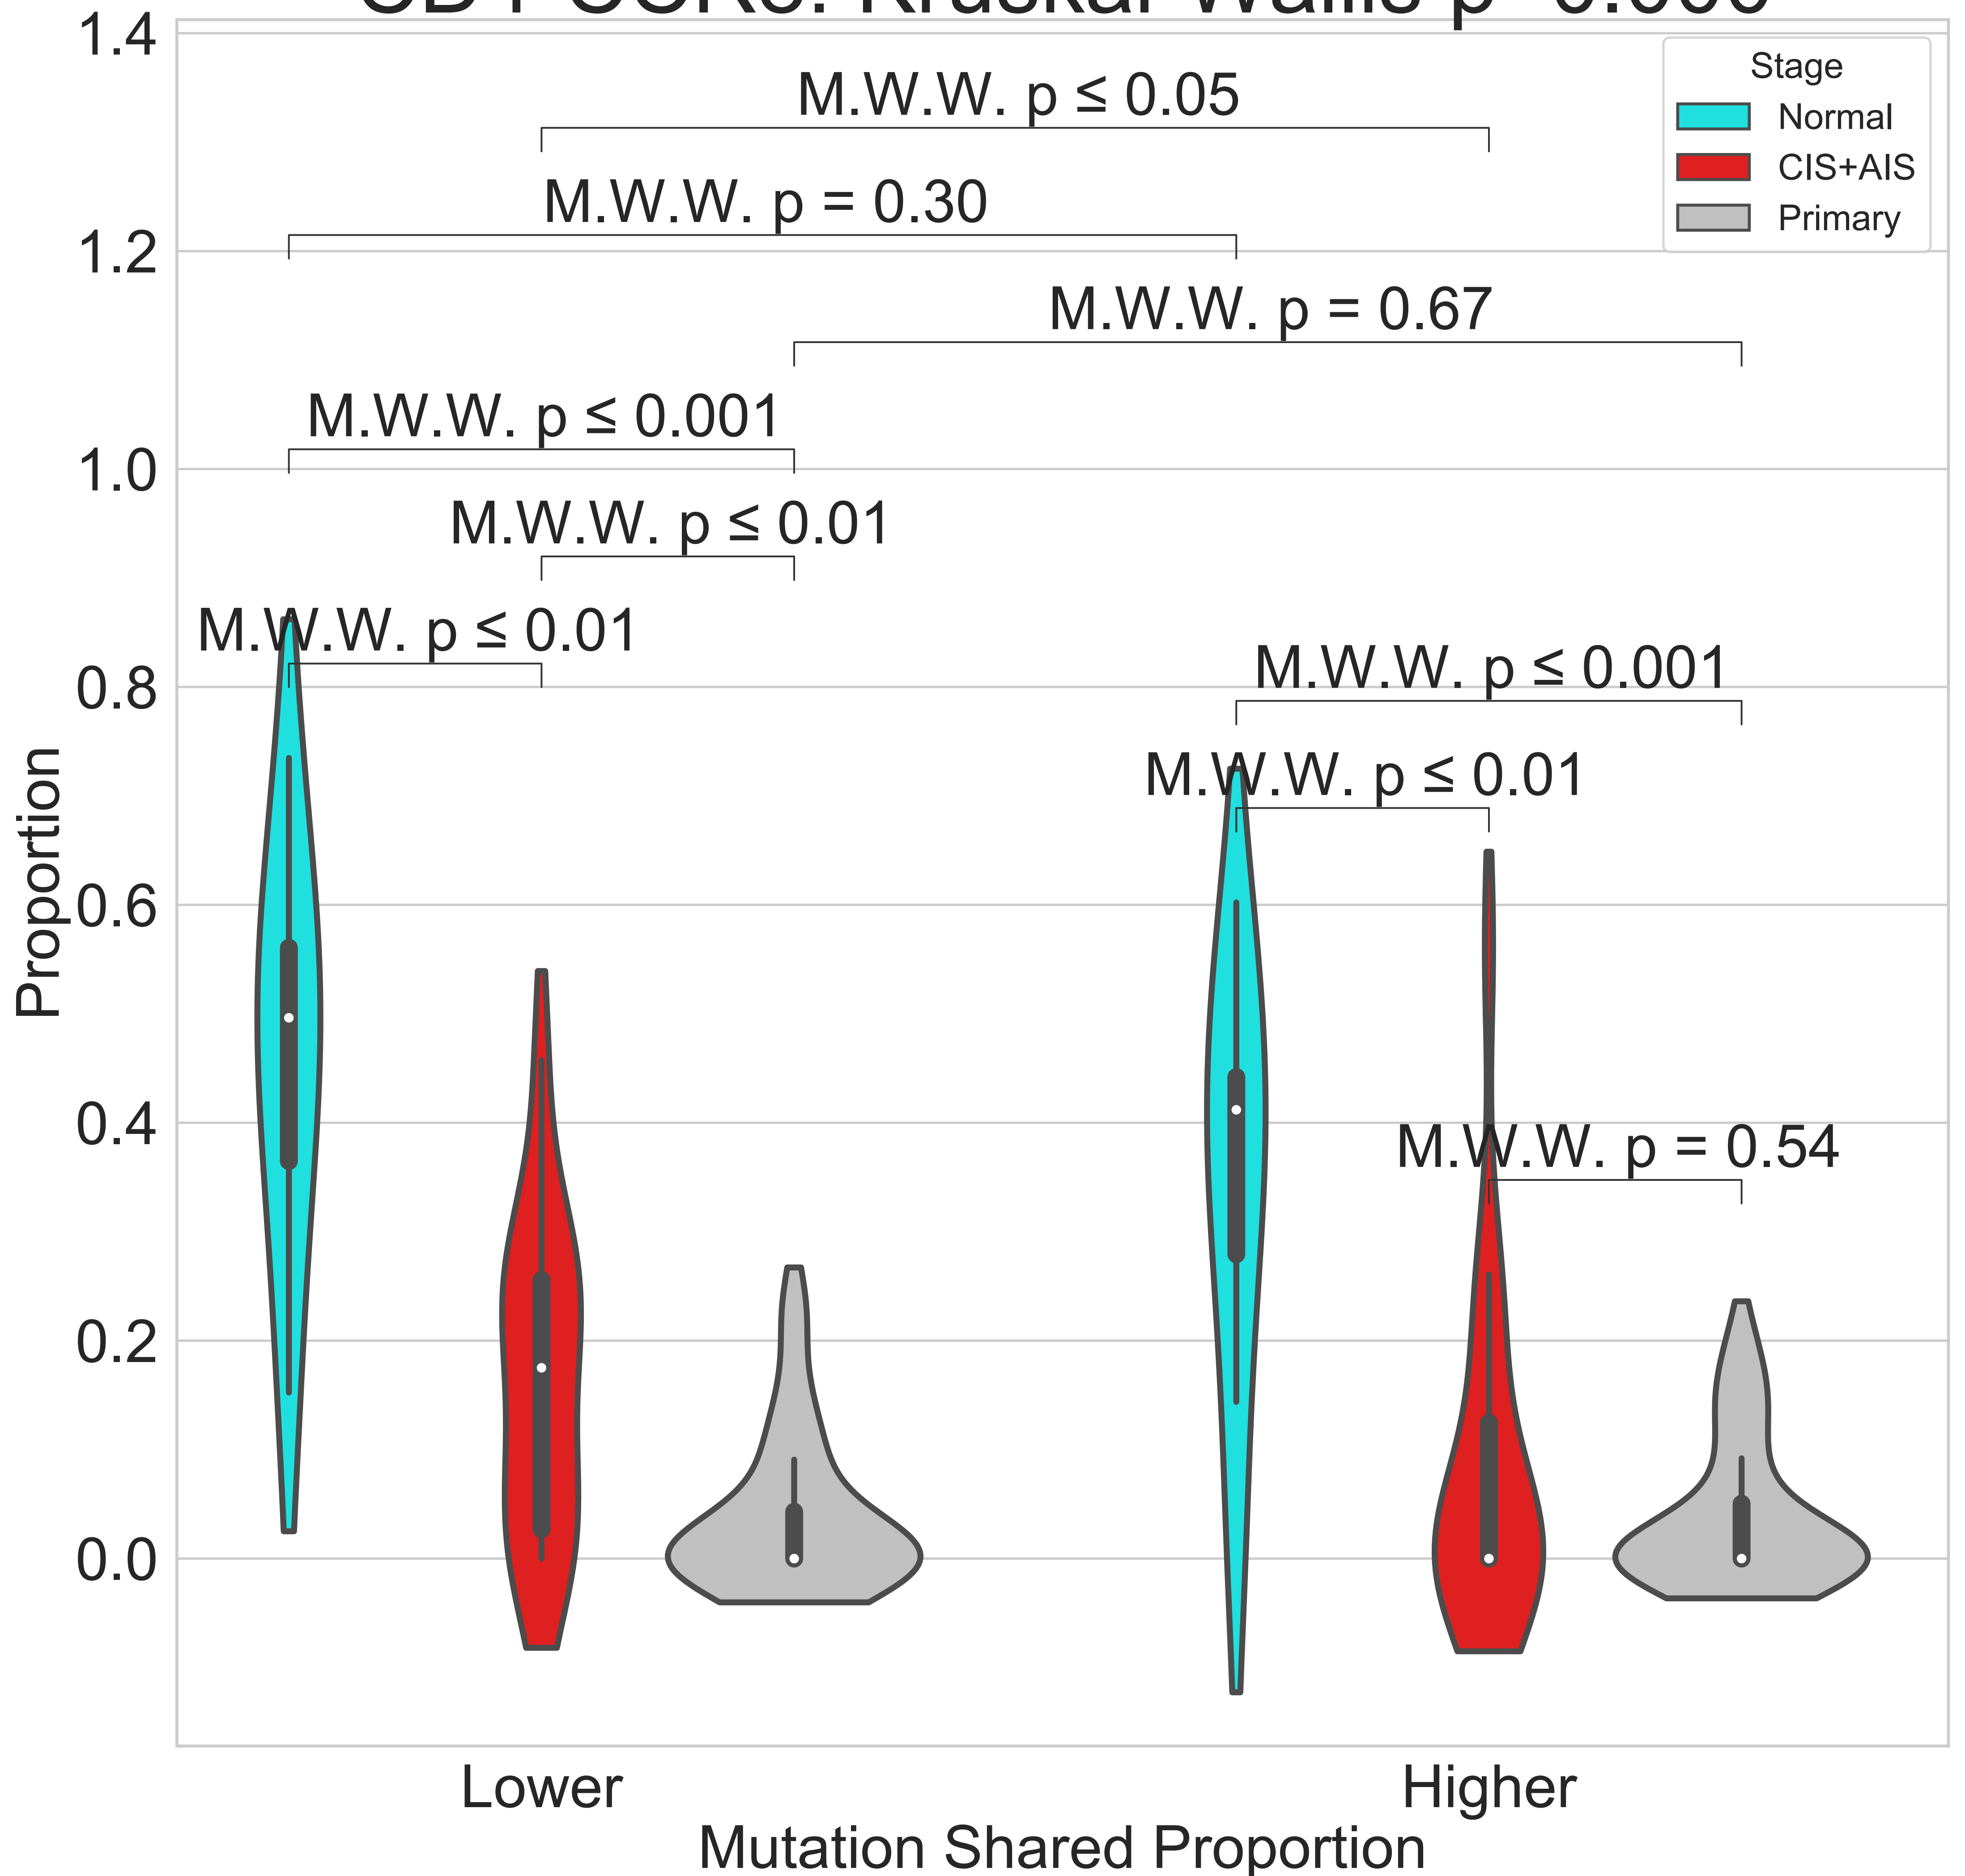 Kruskal Wallis p
1.4
Stage
Normal
CIS+AIS
Primary
M.W.W. p ≤ 0.05
M.W.W. p = 0.30
1.2
M.W.W. p = 0.67
M.W.W. p ≤ 0.001
1.0
M.W.W. p ≤ 0.01
M.W.W. p ≤ 0.01
M.W.W. p ≤ 0.001
0.8
M.W.W. p ≤ 0.01
Proportion
0.6
0.4
M.W.W. p = 0.54
0.2
0.0
Lower
Higher
Mutation Shared Proportion